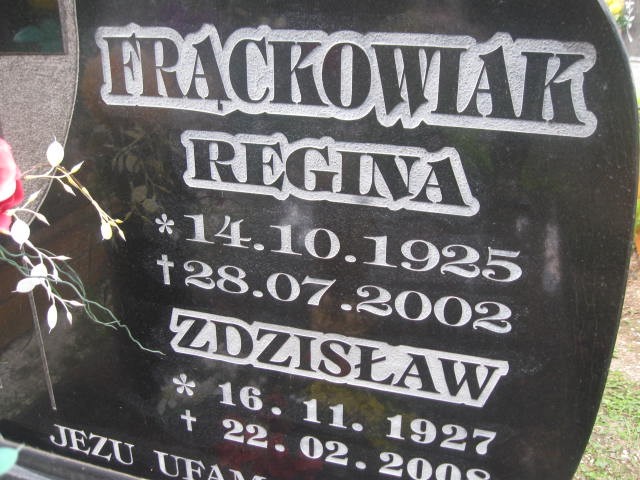 FRĄCKOWIAK
REGINA
* 14.10.1925
† 28.07.2002
ZDZISŁAW
* 16.11.1927
† 22.02.2008
JEZU UFAM